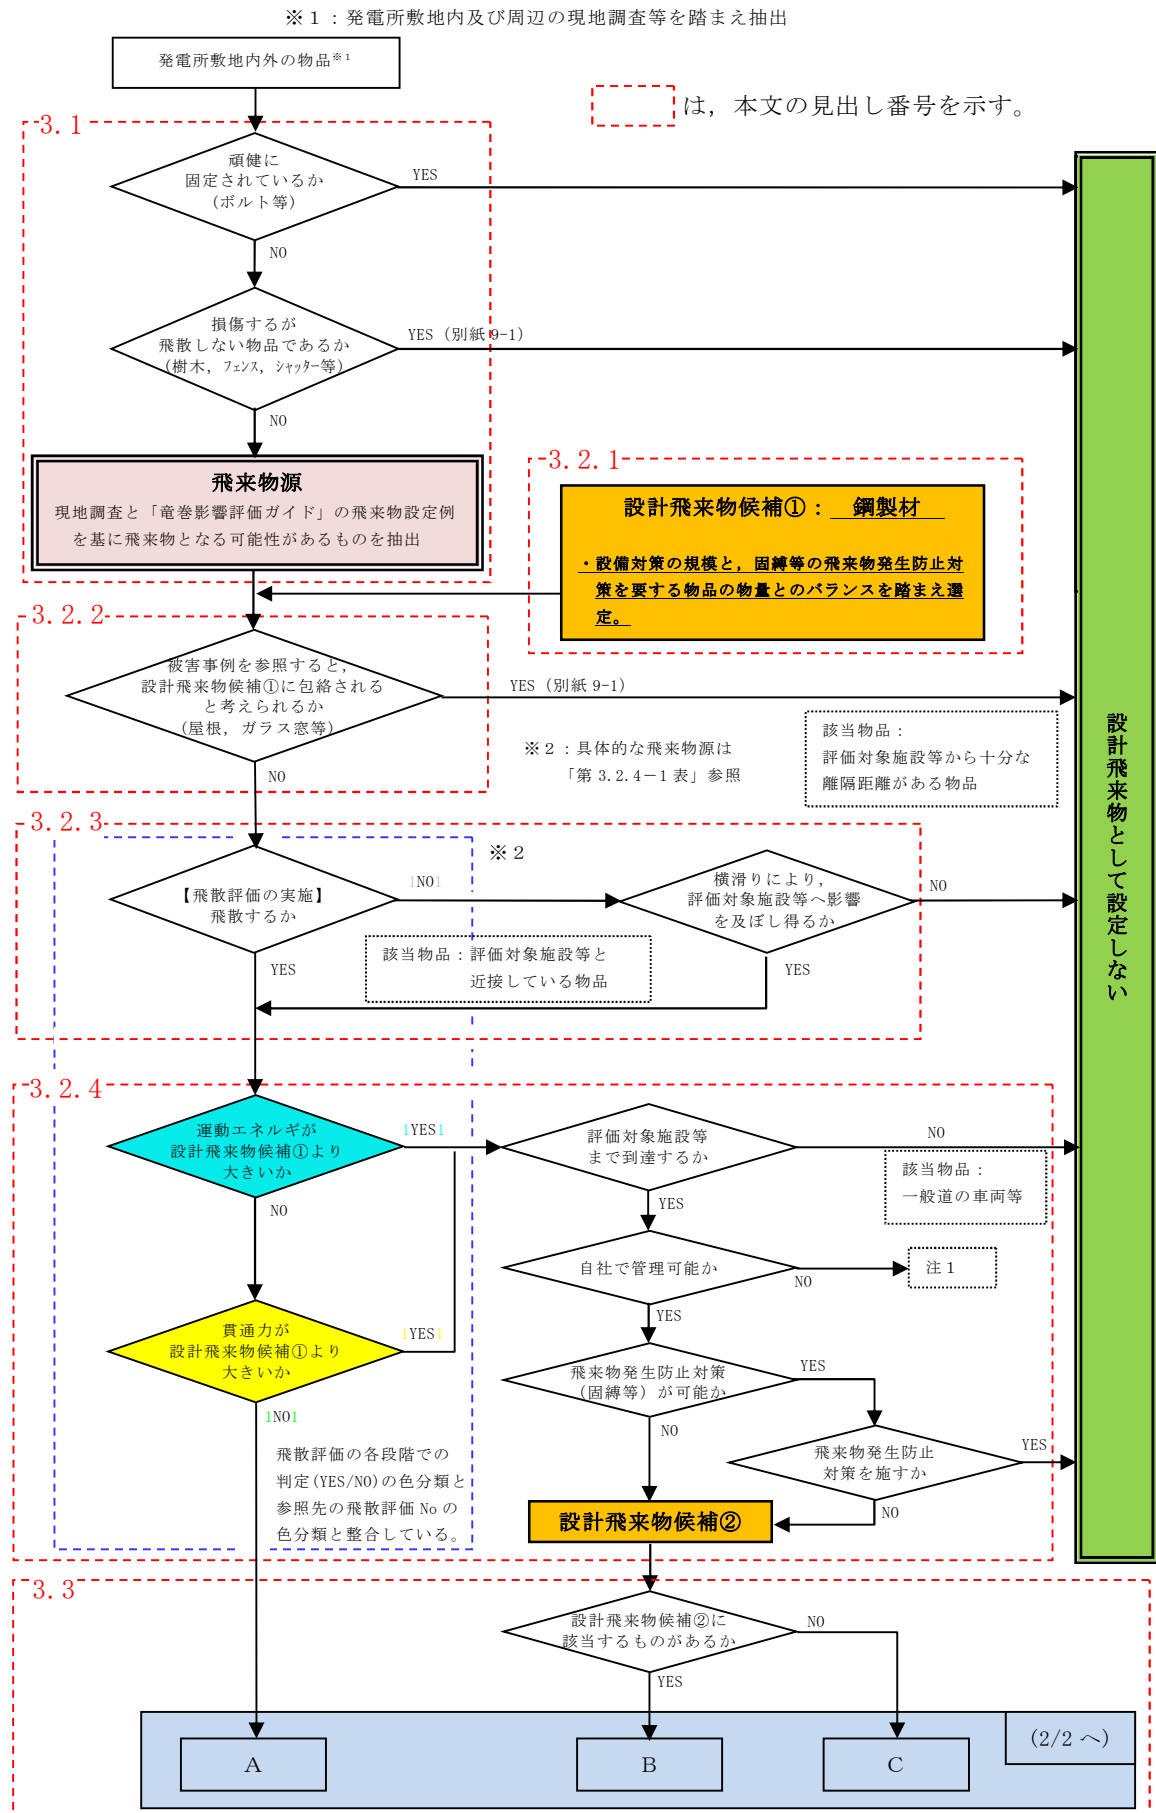 ※１：発電所敷地内及び周辺の現地調査等を踏まえ抽出
発電所敷地内外の物品※１
は，本文の見出し番号を示す。
3.1
頑健に
固定されているか
（ボルト等）
YES
NO
損傷するが
飛散しない物品であるか
（樹木，フェンス，シャッター等）
YES（別紙 9-1）
NO
飛来物源
現地調査と「竜巻影響評価ガイド」の飛来物設定例
を基に飛来物となる可能性があるものを抽出
3.2.1
設計飛来物候補①：　鋼製材
・設備対策の規模と，固縛等の飛来物発生防止対
策を要する物品の物量とのバランスを踏まえ選
定。
3.2.2
被害事例を参照すると，
設計飛来物候補①に包絡される
と考えられるか
（屋根，ガラス窓等）
YES（別紙 9-1）
NO
※２：具体的な飛来物源は
「第 3.2.4－1 表」参照
該当物品：
評価対象施設等から十分な
離隔距離がある物品
設計飛来物として設定しない
3.2.3
※２
【飛散評価の実施】
飛散するか
1NO1
横滑りにより，
評価対象施設等へ影響
を及ぼし得るか
NO
YES
該当物品：評価対象施設等と
近接している物品
YES
3.2.4
運動エネルギが
設計飛来物候補①より
大きいか
1YES1
NO
評価対象施設等
まで到達するか
NO
該当物品：
一般道の車両等
YES
自社で管理可能か
NO
注１
YES
貫通力が
設計飛来物候補①より
大きいか
1YES1
1NO1
飛来物発生防止対策
（固縛等）が可能か
YES
NO
飛来物発生防止
対策を施すか
YES
NO
飛散評価の各段階での
判定(YES/NO)の色分類と
参照先の飛散評価 No の
色分類と整合している。
設計飛来物候補②
3.3
設計飛来物候補②に
該当するものがあるか
NO
YES
（2/2 へ）
A
B
C